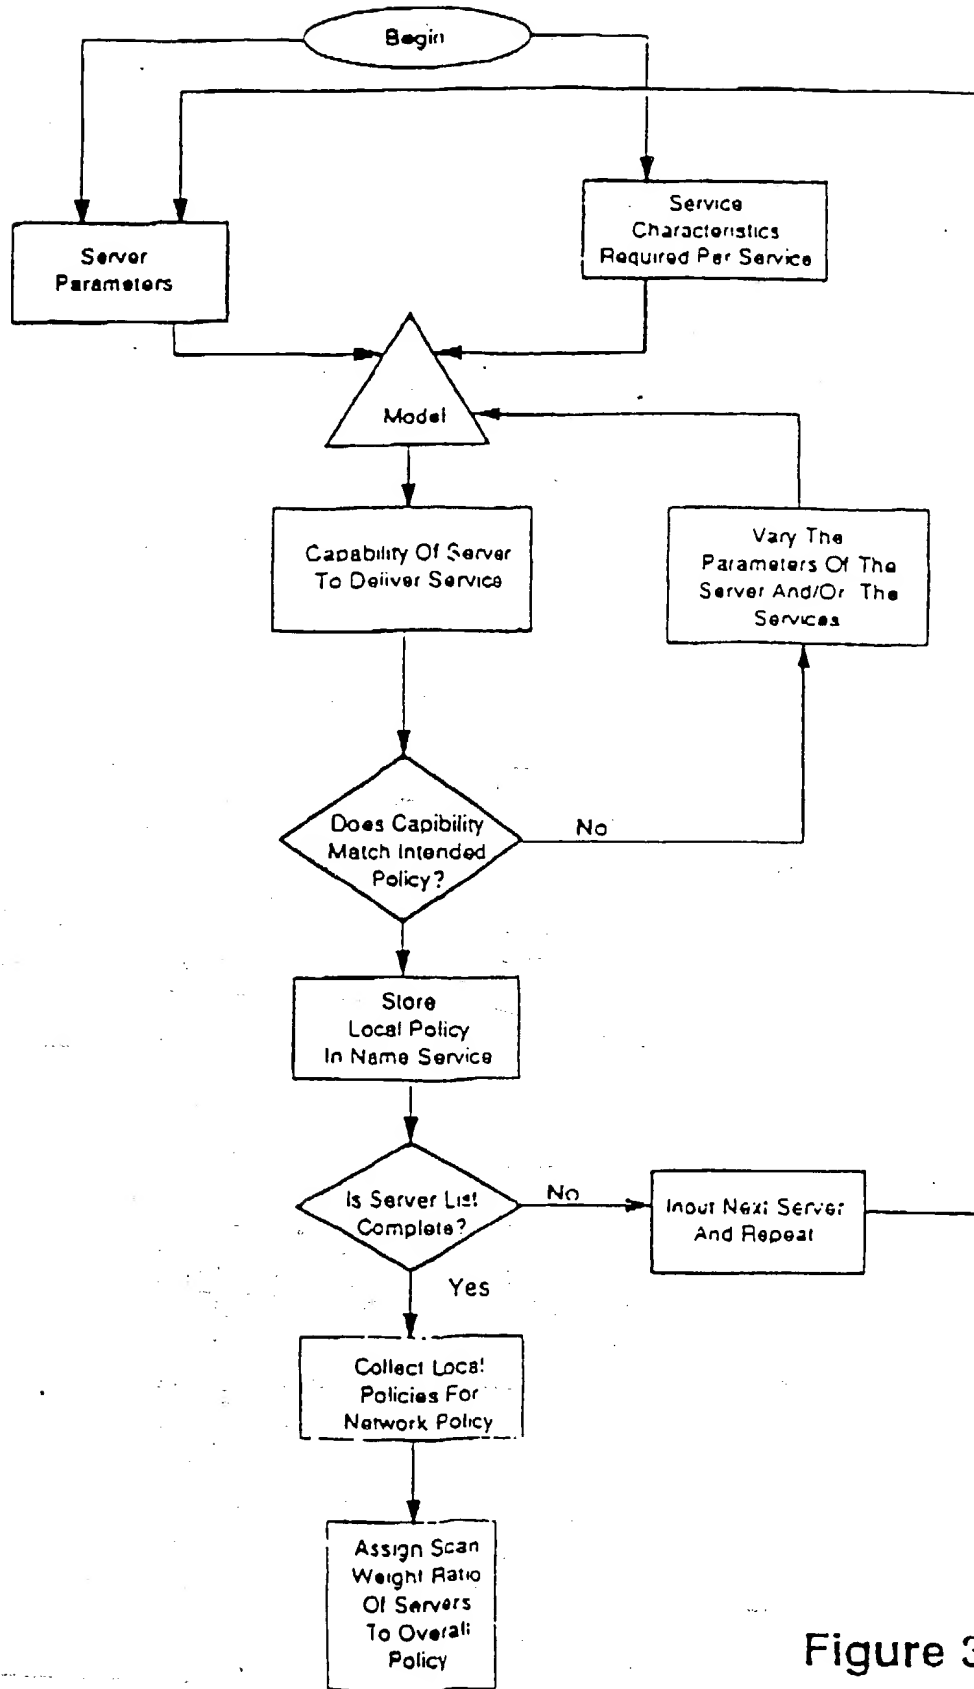 Begin
Server
Parameters
Service
Characteristics
Required Per Service
Model
Capability Of Server
To Deliver Service
Vary The
Parameters Of The
Server And/Or The
Services
Does Capibility
Match Intended
Policy?
No
Store
Local Policy
In Name Service
Is Server List
Complete?
No
Input Next Server
And Repeat
Yes
Collect Local
Policies For
Network Policy
Assign Scan
Weight Ratio
Of Servers
To Overall
Policy
Figure 3